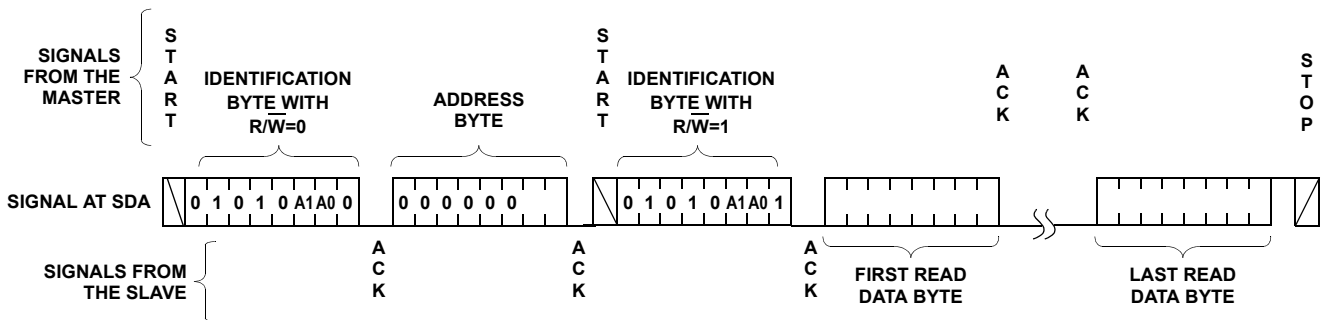 SIGNALS
FROM THE
MASTER
START
IDENTIFICATION
BYTE WITH
R/W̅=0
ADDRESS
BYTE
START
IDENTIFICATION
BYTE WITH
R/W̅=1
ACK
ACK
STOP
SIGNAL AT SDA
0 1 0 1 0 A1 A0 0
0 0 0 0 0 0
0 1 0 1 0 A1 A0 1
SIGNALS FROM
THE SLAVE
ACK
ACK
ACK
FIRST READ
DATA BYTE
LAST READ
DATA BYTE